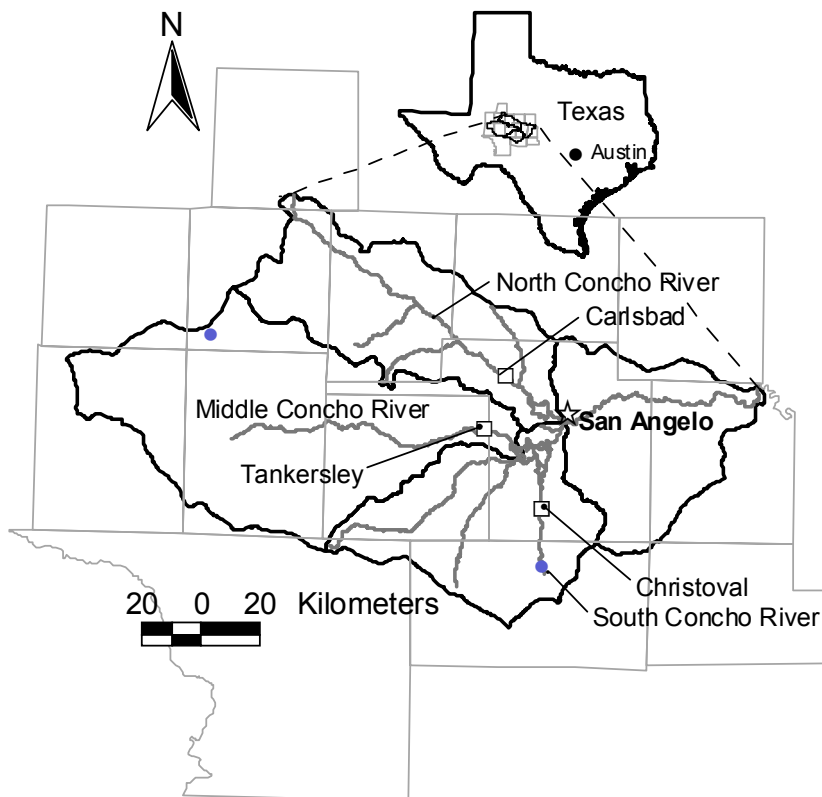 N
Texas
Austin
North Concho River
Carlsbad
Middle Concho River
San Angelo
Tankersley
Christoval
20 0 20 Kilometers
South Concho River